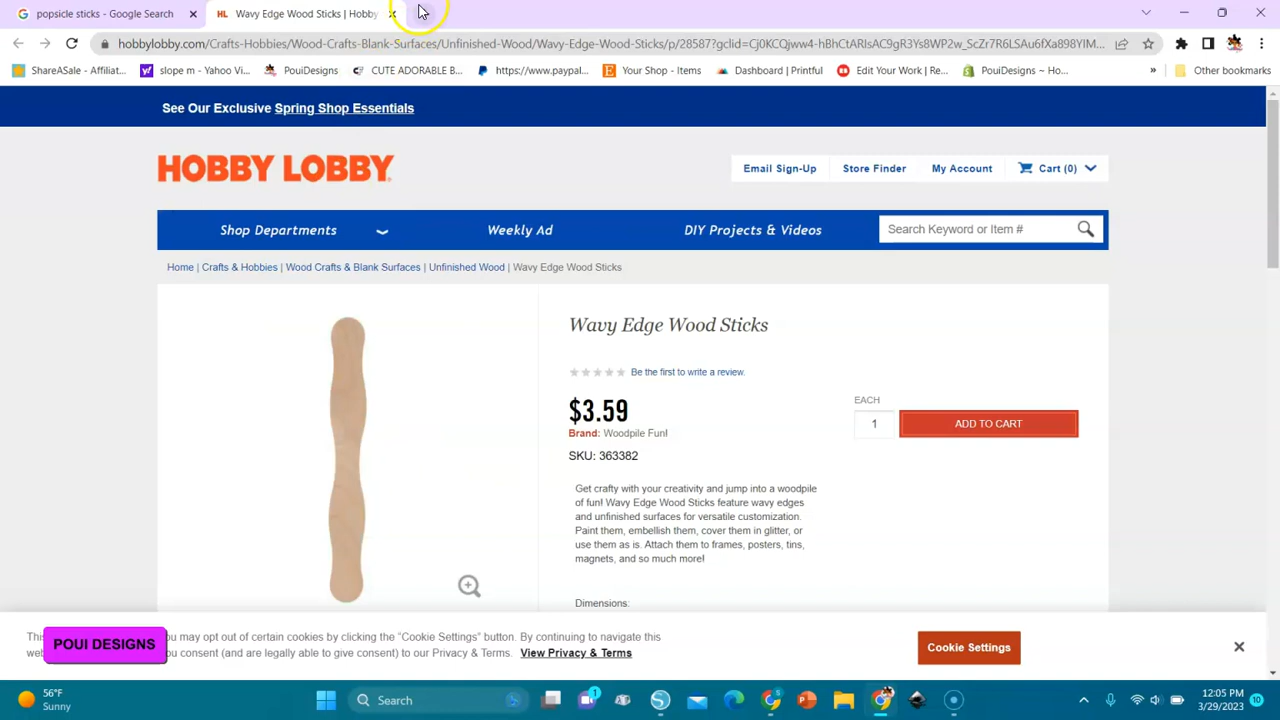 popsicle sticks - Google Search
HL Wavy Edge Wood Sticks | Hobby
hobbylobby.com/Crafts-Hobbies/Wood-Crafts-Blank-Surfaces/Unfinished-Wood/Wavy-Edge-Wood-Sticks/p/28587?gclid=
ShareASale - Affiliat...
slope m - Yahoo Vi...
PouiDesigns
CUTE ADORABLE B...
https://www.paypal...
Your Shop - Items
Dashboard | Printful
Edit Your Work | Re...
PouiDesigns ~ Ho...
»
Other bookmarks
See Our Exclusive Spring Shop Essentials
HOBBY LOBBY
Email Sign-Up
Store Finder
My Account
Cart (0)
Shop Departments
Weekly Ad
DIY Projects & Videos
Search Keyword or Item #
Home | Crafts & Hobbies | Wood Crafts & Blank Surfaces | Unfinished Wood | Wavy Edge Wood Sticks
Wavy Edge Wood Sticks
Be the first to write a review.
$3.59
EACH
1
ADD TO CART
Brand: Woodpile Fun!
SKU: 363382
Get crafty with your creativity and jump into a woodpile
of fun! Wavy Edge Wood Sticks feature wavy edges
and unfinished surfaces for versatile customization.
Paint them, embellish them, cover them in glitter, or
use them as is. Attach them to frames, posters, tins,
magnets, and so much more!
Dimensions:
POUI DESIGNS
you may opt out of certain cookies by clicking the "Cookie Settings" button. By continuing to navigate this
you consent (and are legally able to give consent) to our Privacy & Terms. View Privacy & Terms
Cookie Settings
56°F
Sunny
Search
1
12:05 PM
3/29/2023
10